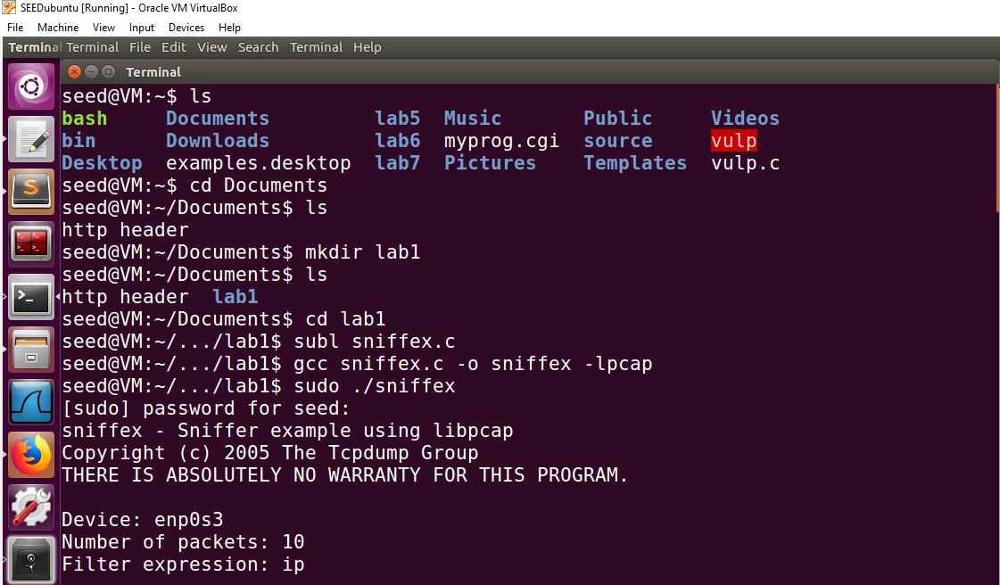 SEEDubuntu [Running] - Oracle VM VirtualBox
File Machine View Input Devices Help
Terminal Terminal File Edit View Search Terminal Help
Terminal
seed@VM:~$ ls
bash Documents lab5 Music Public Videos
bin Downloads lab6 myprog.cgi source vulp
Desktop examples.desktop lab7 Pictures Templates vulp.c
seed@VM:~$ cd Documents
seed@VM:~/Documents$ ls
http header
seed@VM:~/Documents$ mkdir lab1
seed@VM:~/Documents$ ls
http header lab1
seed@VM:~/Documents$ cd lab1
seed@VM:~/.../lab1$ subl sniffex.c
seed@VM:~/.../lab1$ gcc sniffex.c -o sniffex -lpcap
seed@VM:~/.../lab1$ sudo ./sniffex
[sudo] password for seed:
sniffex - Sniffer example using libpcap
Copyright (c) 2005 The Tcpdump Group
THERE IS ABSOLUTELY NO WARRANTY FOR THIS PROGRAM.
Device: enp0s3
Number of packets: 10
Filter expression: ip